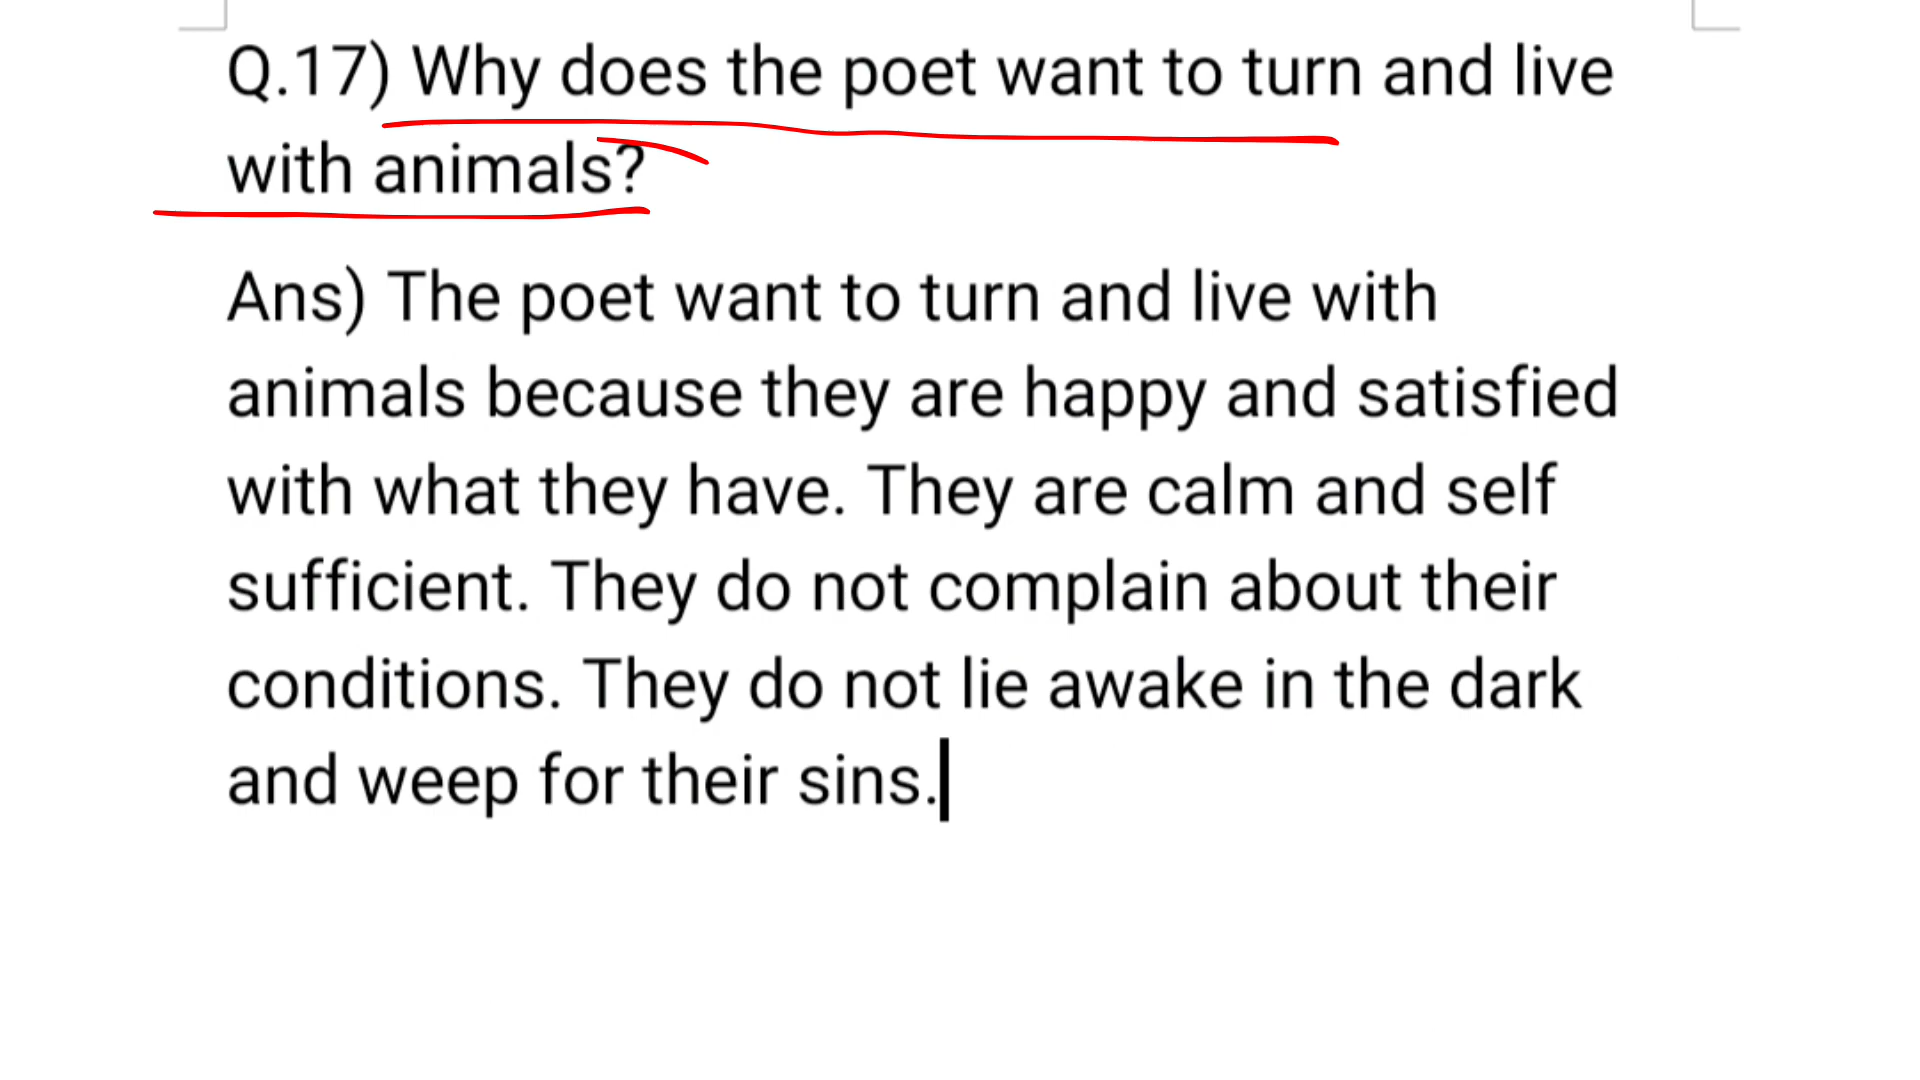 Q.17) Why does the poet want to turn and live
with animals?
Ans) The poet want to turn and live with
animals because they are happy and satisfied
with what they have. They are calm and self
sufficient. They do not complain about their
conditions. They do not lie awake in the dark
and weep for their sins.